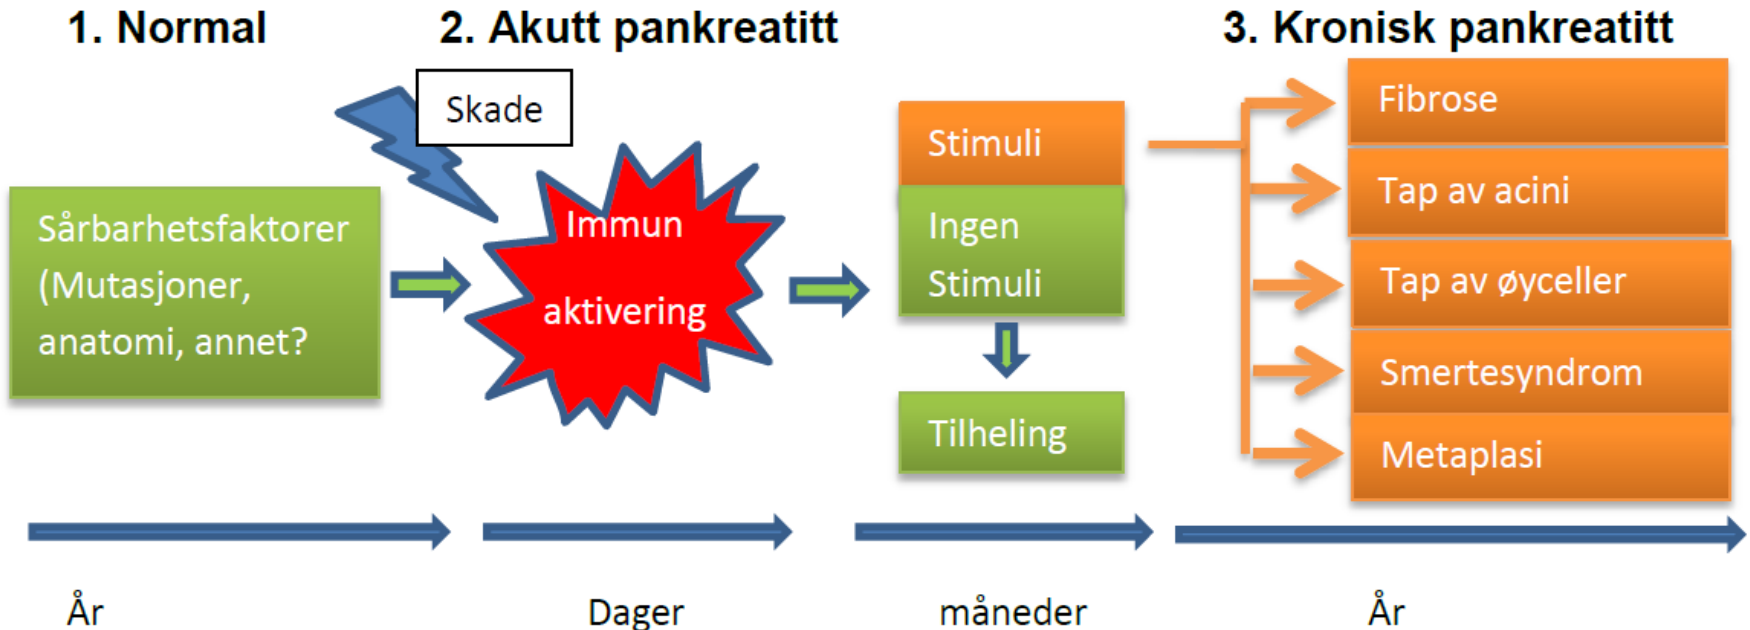 1. Normal
2. Akutt pankreatitt
3. Kronisk pankreatitt
Skade
Sårbarhetsfaktorer
(Mutasjoner,
anatomi, annet?
Immun
aktivering
Stimuli
Ingen
Stimuli
Tilheling
Fibrose
Tap av acini
Tap av øyceller
Smertesyndrom
Metaplasi
År
Dager
måneder
År